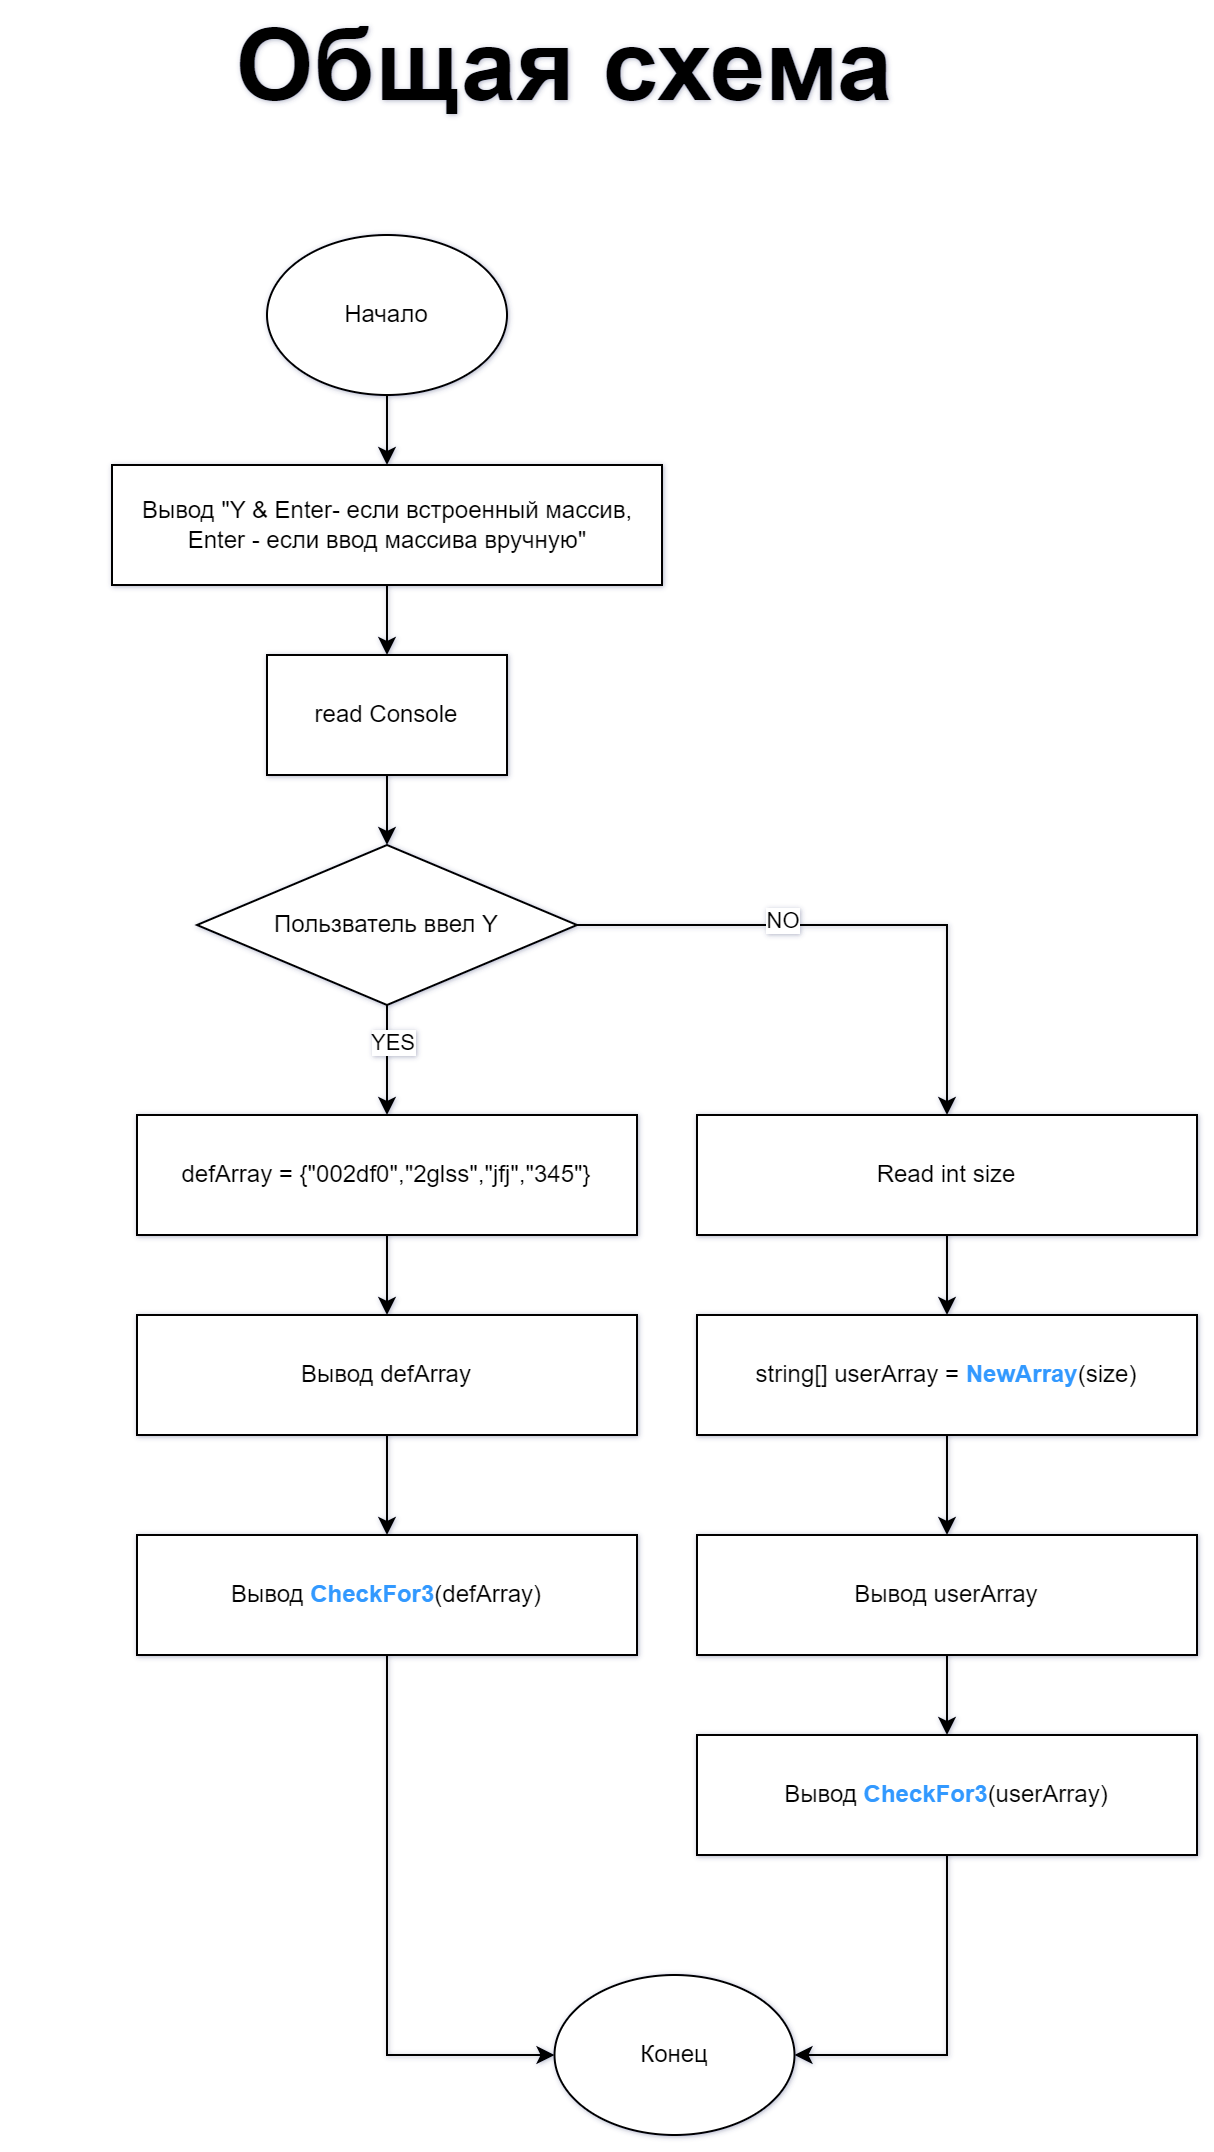 Общая схема
Начало
Вывод "Y & Enter- если встроенный массив,
Enter - если ввод массива вручную"
read Console
Пользватель ввел Y
NO
YES
defArray = {"002df0","2glss","jfj","345"}
Read int size
Вывод defArray
string[] userArray = NewArray(size)
Вывод CheckFor3(defArray)
Вывод userArray
Вывод CheckFor3(userArray)
Конец